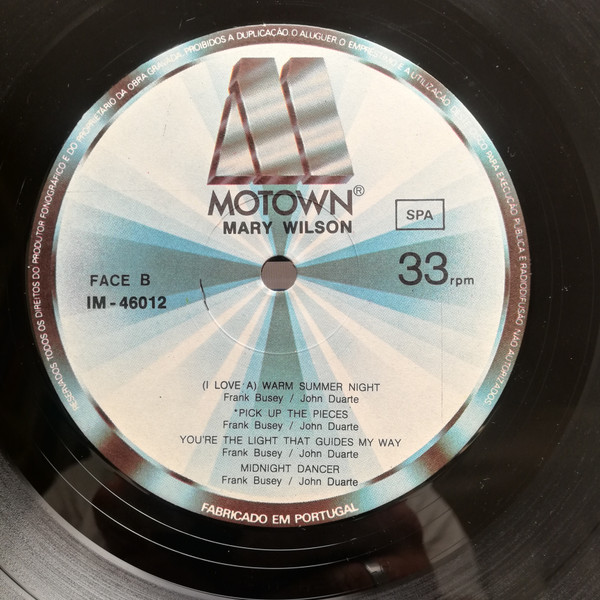 RESERVADOS TODOS OS DIREITOS DO PRODUTOR FONOGRÁFICO E DO PROPRIETÁRIO DA OBRA GRAVADA. PROIBIDOS A DUPLICAÇÃO. O ALUGUER. O EMPRÉSTIMO E A UTILIZAÇÃO DESTE DISCO PARA EXECUÇÃO PÚBLICA E RADIODIFUSÃO NÃO AUTORIZADOS.
M
MOTOWN®
MARY WILSON
SPA
FACE B
33 rpm
IM - 46012
(I LOVE A) WARM SUMMER NIGHT
Frank Busey / John Duarte
*PICK UP THE PIECES
Frank Busey / John Duarte
YOU'RE THE LIGHT THAT GUIDES MY WAY
Frank Busey / John Duarte
MIDNIGHT DANCER
Frank Busey / John Duarte
FABRICADO EM PORTUGAL